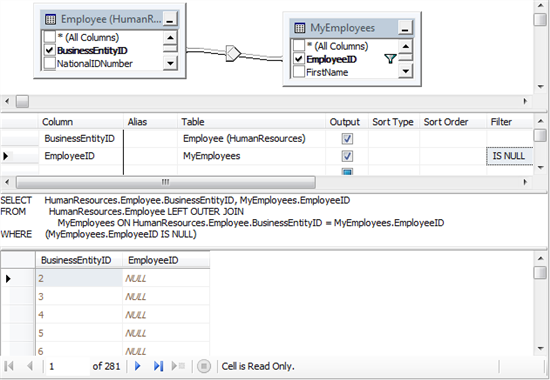 Employee (HumanResour...
* (All Columns)
BusinessEntityID
NationalIDNumber
MyEmployees
* (All Columns)
EmployeeID
FirstName
Column Alias Table Output Sort Type Sort Order Filter
BusinessEntityID Employee (HumanResources)
EmployeeID MyEmployees IS NULL
SELECT HumanResources.Employee.BusinessEntityID, MyEmployees.EmployeeID
FROM HumanResources.Employee LEFT OUTER JOIN
MyEmployees ON HumanResources.Employee.BusinessEntityID = MyEmployees.EmployeeID
WHERE (MyEmployees.EmployeeID IS NULL)
BusinessEntityID EmployeeID
2 NULL
3 NULL
4 NULL
5 NULL
6 NULL
1 of 281 Cell is Read Only.